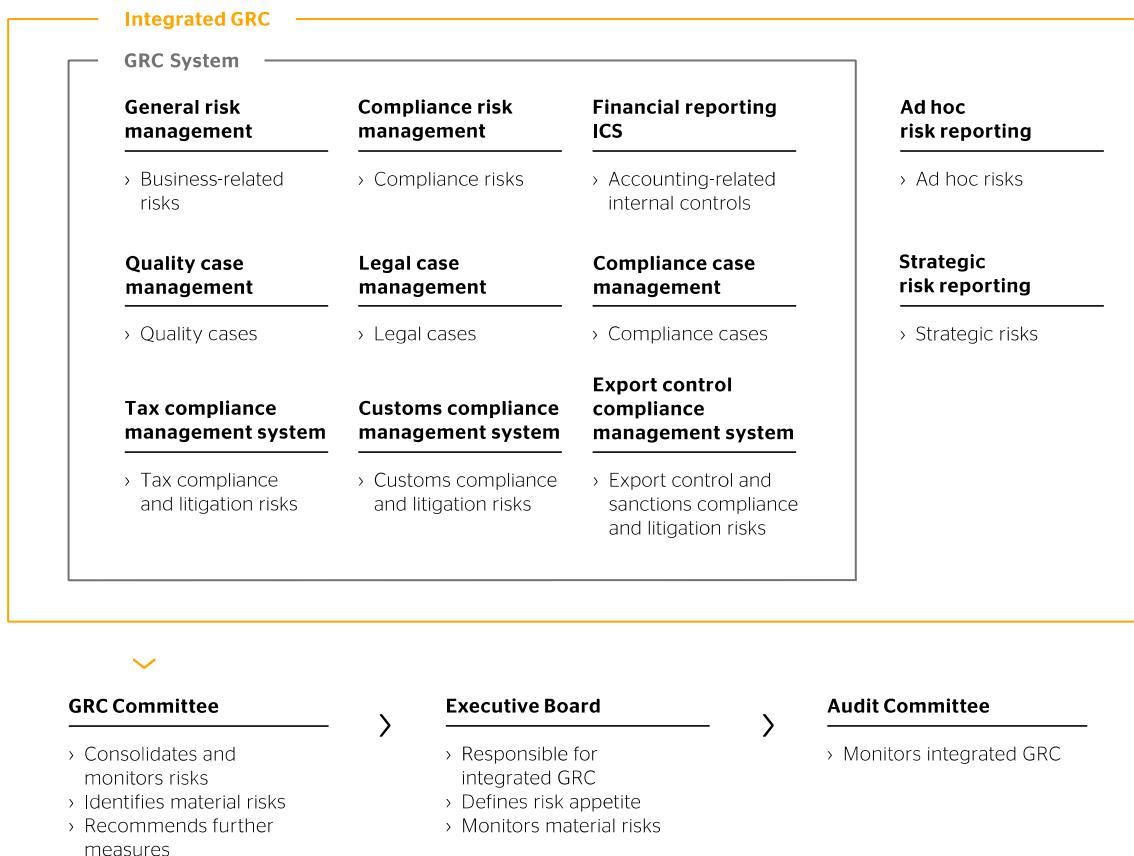 Integrated GRC
GRC System
General risk
management
› Business-related
risks
Compliance risk
management
› Compliance risks
Financial reporting
ICS
› Accounting-related
internal controls
Ad hoc
risk reporting
› Ad hoc risks
Quality case
management
› Quality cases
Legal case
management
› Legal cases
Compliance case
management
› Compliance cases
Strategic
risk reporting
› Strategic risks
Tax compliance
management system
› Tax compliance
and litigation risks
Customs compliance
management system
› Customs compliance
and litigation risks
Export control
compliance
management system
› Export control and
sanctions compliance
and litigation risks
GRC Committee
› Consolidates and
monitors risks
› Identifies material risks
› Recommends further
measures
Executive Board
› Responsible for
integrated GRC
› Defines risk appetite
› Monitors material risks
Audit Committee
› Monitors integrated GRC